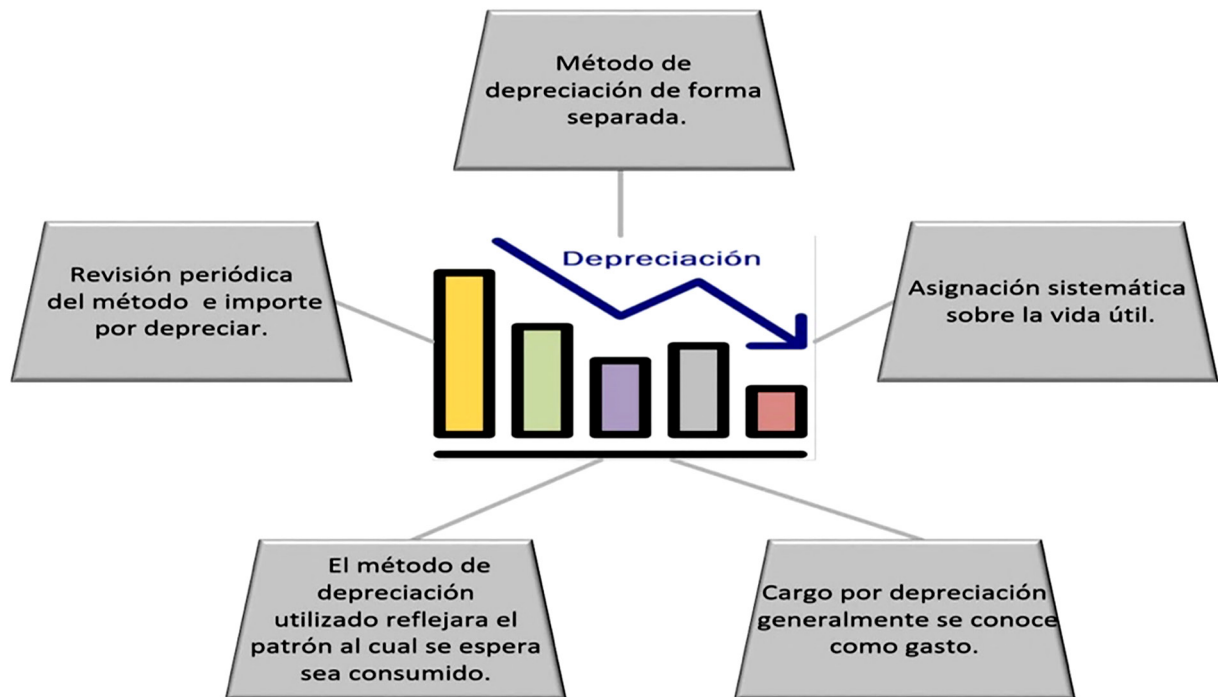 Método de
depreciación de forma
separada.
Depreciación
Revisión periódica
del método e importe
por depreciar.
Asignación sistemática
sobre la vida útil.
El método de
depreciación
utilizado reflejara el
patrón al cual se espera
sea consumido.
Cargo por depreciación
generalmente se conoce
como gasto.